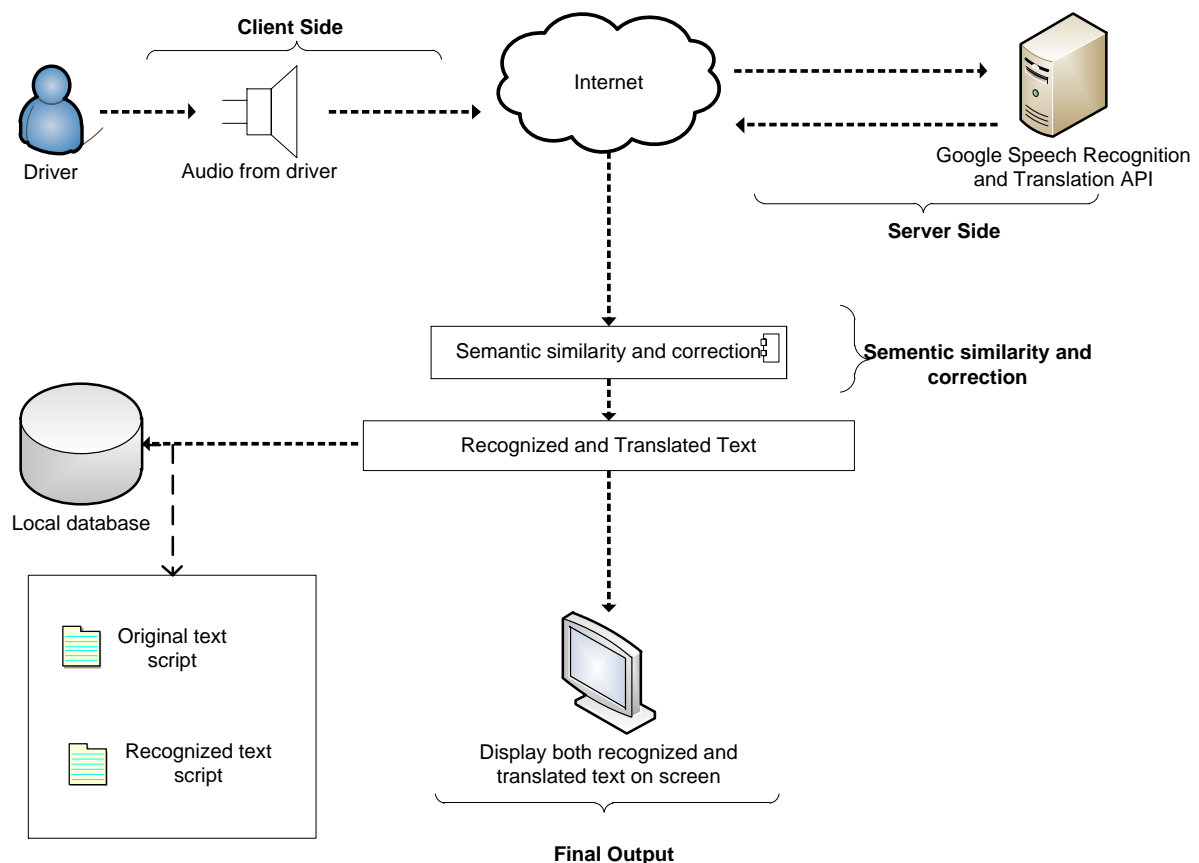 Client Side
Internet
Driver
Audio from driver
Google Speech Recognition
and Translation API
Server Side
Semantic similarity and correction
Sementic similarity and
correction
Recognized and Translated Text
Local database
Original text
script
Recognized text
script
Display both recognized and
translated text on screen
Final Output